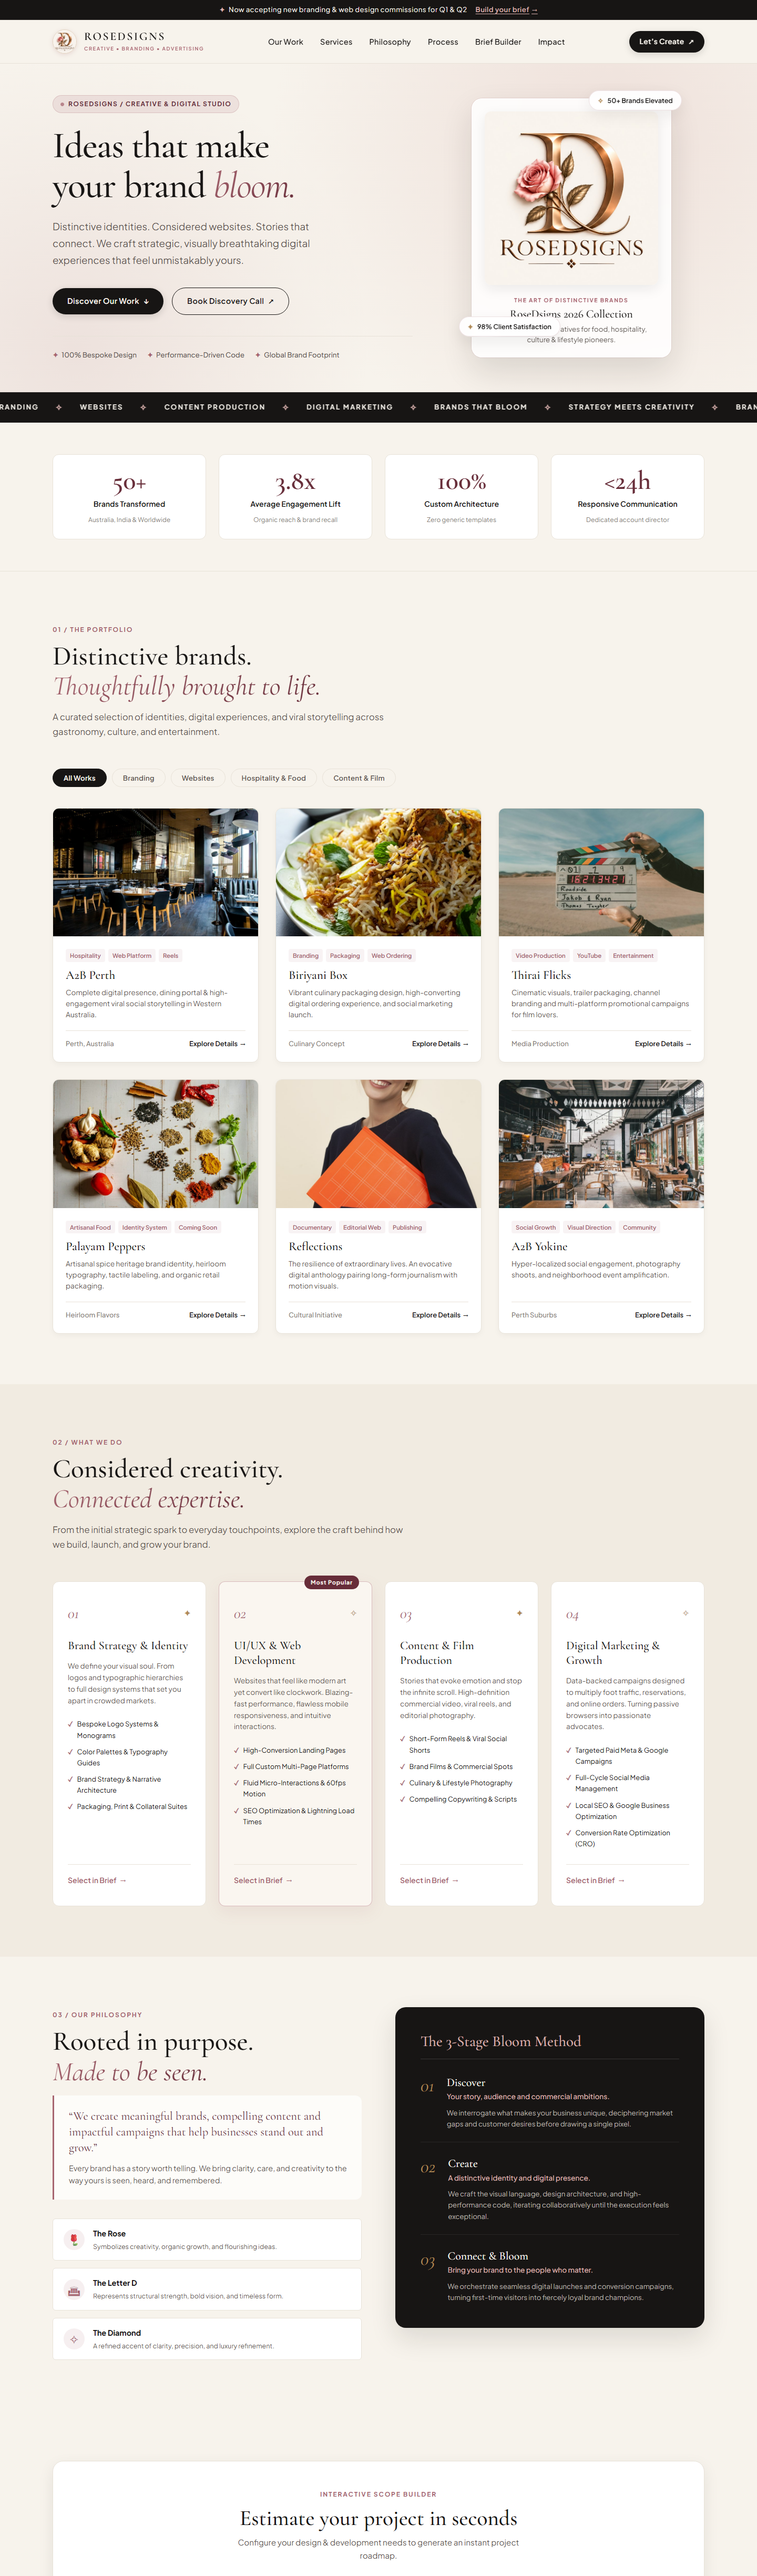 ✦ Now accepting new branding & web design commissions for Q1 & Q2 Build your brief →
ROSEDSIGNS
CREATIVE • BRANDING • ADVERTISING
Our Work
Services
Philosophy
Process
Brief Builder
Impact
Let's Create ↗
ROSEDSIGNS / CREATIVE & DIGITAL STUDIO
Ideas that make
your brand bloom.
Distinctive identities. Considered websites. Stories that
connect. We craft strategic, visually breathtaking digital
experiences that feel unmistakably yours.
Discover Our Work ↓
Book Discovery Call ↗
✦ 100% Bespoke Design ✦ Performance-Driven Code ✦ Global Brand Footprint
✧ 50+ Brands Elevated
D
ROSEDSIGNS
THE ART OF DISTINCTIVE BRANDS
RoseDsigns 2026 Collection
✦ 98% Client Satisfaction
for food, hospitality,
culture & lifestyle pioneers.
RANDING ✧ WEBSITES ✧ CONTENT PRODUCTION ✧ DIGITAL MARKETING ✧ BRANDS THAT BLOOM ✧ STRATEGY MEETS CREATIVITY ✧ BRAN
50+
Brands Transformed
Australia, India & Worldwide
3.8x
Average Engagement Lift
Organic reach & brand recall
100%
Custom Architecture
Zero generic templates
<24h
Responsive Communication
Dedicated account director
01 / THE PORTFOLIO
Distinctive brands.
Thoughtfully brought to life.
A curated selection of identities, digital experiences, and viral storytelling across
gastronomy, culture, and entertainment.
All Works
Branding
Websites
Hospitality & Food
Content & Film
Hospitality
Web Platform
Reels
A2B Perth
Complete digital presence, dining portal & high-
engagement viral social storytelling in Western
Australia.
Perth, Australia
Explore Details →
Branding
Packaging
Web Ordering
Biriyani Box
Vibrant culinary packaging design, high-converting
digital ordering experience, and social marketing
launch.
Culinary Concept
Explore Details →
Video Production
YouTube
Entertainment
Thirai Flicks
Cinematic visuals, trailer packaging, channel
branding and multi-platform promotional campaigns
for film lovers.
Media Production
Explore Details →
Artisanal Food
Identity System
Coming Soon
Palayam Peppers
Artisanal spice heritage brand identity, heirloom
typography, tactile labeling, and organic retail
packaging.
Heirloom Flavors
Explore Details →
Documentary
Editorial Web
Publishing
Reflections
The resilience of extraordinary lives. An evocative
digital anthology pairing long-form journalism with
motion visuals.
Cultural Initiative
Explore Details →
Social Growth
Visual Direction
Community
A2B Yokine
Hyper-localized social engagement, photography
shoots, and neighborhood event amplification.
Perth Suburbs
Explore Details →
02 / WHAT WE DO
Considered creativity.
Connected expertise.
From the initial strategic spark to everyday touchpoints, explore the craft behind how
we build, launch, and grow your brand.
01
Brand Strategy & Identity
We define your visual soul. From
logos and typographic hierarchies
to full design systems that set you
apart in crowded markets.
✓ Bespoke Logo Systems &
Monograms
✓ Color Palettes & Typography
Guides
✓ Brand Strategy & Narrative
Architecture
✓ Packaging, Print & Collateral Suites
Select in Brief →
Most Popular
02
UI/UX & Web
Development
Websites that feel like modern art
yet convert like clockwork. Blazing-
fast performance, flawless mobile
responsiveness, and intuitive
interactions.
✓ High-Conversion Landing Pages
✓ Full Custom Multi-Page Platforms
✓ Fluid Micro-Interactions & 60fps
Motion
✓ SEO Optimization & Lightning Load
Times
Select in Brief →
03
Content & Film
Production
Stories that evoke emotion and stop
the infinite scroll. High-definition
commercial video, viral reels, and
editorial photography.
✓ Short-Form Reels & Viral Social
Shorts
✓ Brand Films & Commercial Spots
✓ Culinary & Lifestyle Photography
✓ Compelling Copywriting & Scripts
Select in Brief →
04
Digital Marketing &
Growth
Data-backed campaigns designed
to multiply foot traffic, reservations,
and online orders. Turning passive
browsers into passionate
advocates.
✓ Targeted Paid Meta & Google
Campaigns
✓ Full-Cycle Social Media
Management
✓ Local SEO & Google Business
Optimization
✓ Conversion Rate Optimization
(CRO)
Select in Brief →
03 / OUR PHILOSOPHY
Rooted in purpose.
Made to be seen.
“We create meaningful brands, compelling content and
impactful campaigns that help businesses stand out and
grow.”
Every brand has a story worth telling. We bring clarity, care, and creativity to the
way yours is seen, heard, and remembered.
The Rose
Symbolizes creativity, organic growth, and flourishing ideas.
The Letter D
Represents structural strength, bold vision, and timeless form.
The Diamond
A refined accent of clarity, precision, and luxury refinement.
The 3-Stage Bloom Method
01
Discover
Your story, audience and commercial ambitions.
We interrogate what makes your business unique, deciphering market
gaps and customer desires before drawing a single pixel.
02
Create
A distinctive identity and digital presence.
We craft the visual language, design architecture, and high-
performance code, iterating collaboratively until the execution feels
exceptional.
03
Connect & Bloom
Bring your brand to the people who matter.
We orchestrate seamless digital launches and conversion campaigns,
turning first-time visitors into fiercely loyal brand champions.
INTERACTIVE SCOPE BUILDER
Estimate your project in seconds
Configure your design & development needs to generate an instant project
roadmap.